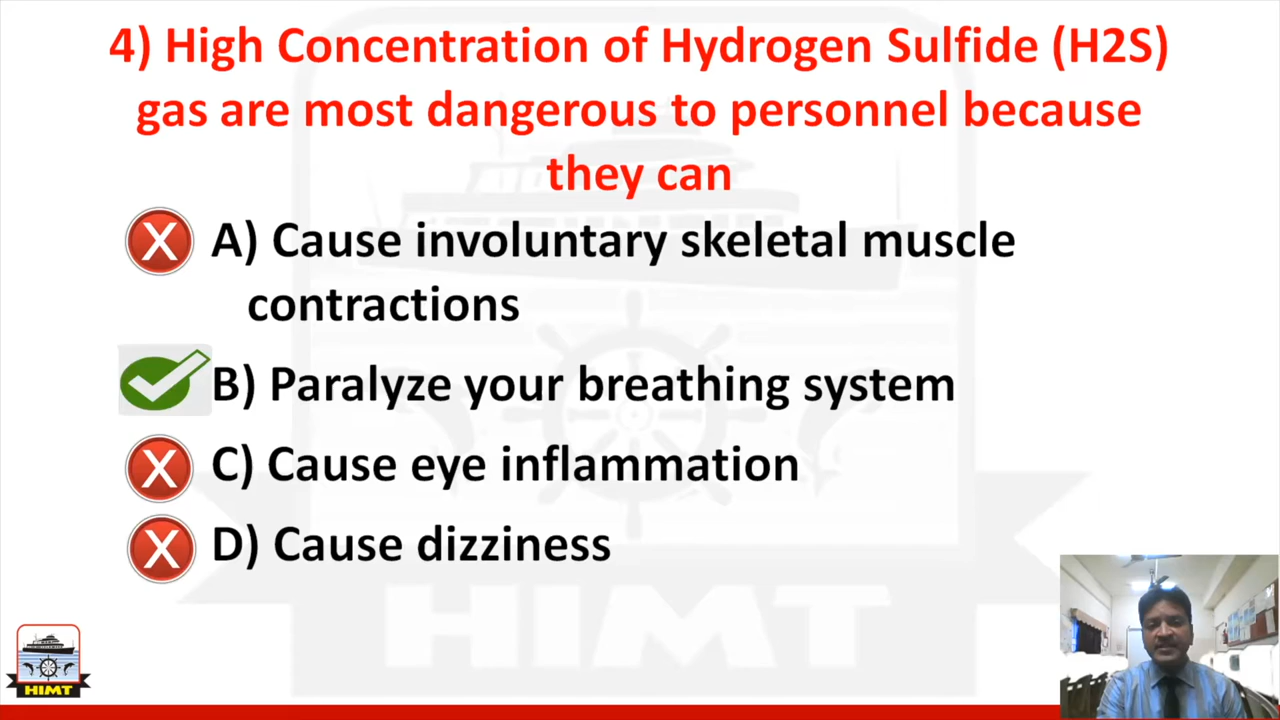 4) High Concentration of Hydrogen Sulfide (H2S)
gas are most dangerous to personnel because
they can
A) Cause involuntary skeletal muscle
contractions
B) Paralyze your breathing system
C) Cause eye inflammation
D) Cause dizziness
HIMT
HIMT